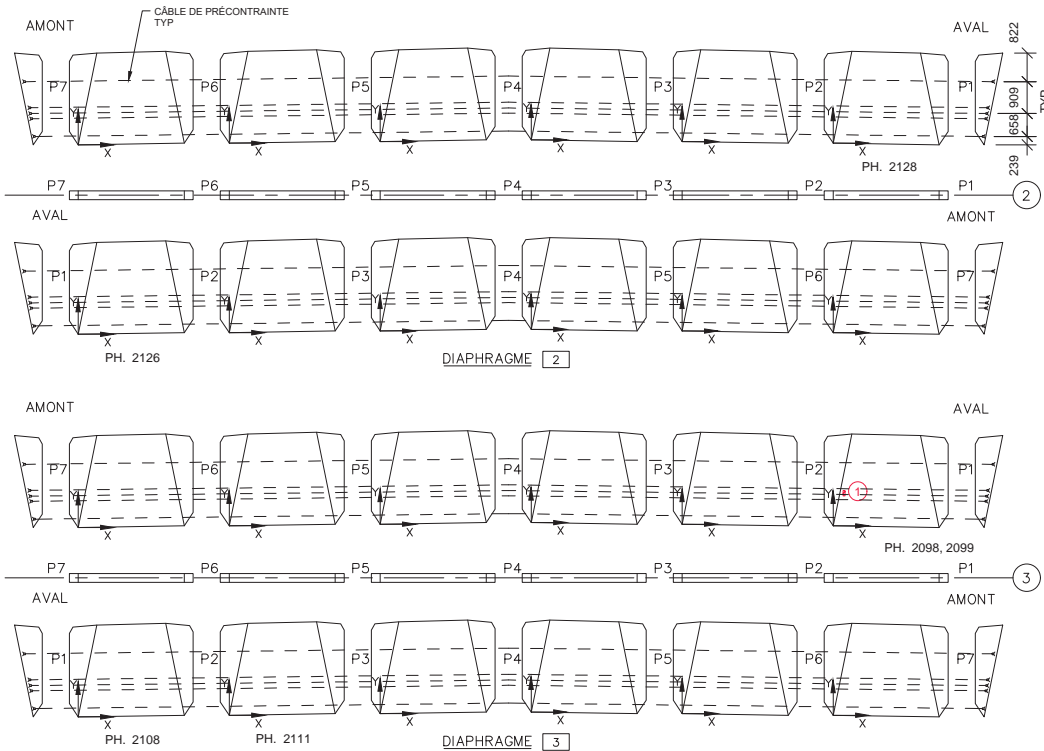 CÂBLE DE PRÉCONTRAINTE
TYP
AMONT
AVAL
P7 P6 P5 P4 P3 P2 P1
822
909
658
239
TYP
Y Y Y Y Y Y
X X X X X X
PH. 2128
P7 P6 P5 P4 P3 P2 P1 2
AVAL
AMONT
P1 P2 P3 P4 P5 P6 P7
Y Y Y Y Y Y
X X X X X X
PH. 2126
DIAPHRAGME 2
AMONT
AVAL
P7 P6 P5 P4 P3 P2 P1
Y Y Y Y Y Y
1
X X X X X X
PH. 2098, 2099
P7 P6 P5 P4 P3 P2 P1 3
AVAL
AMONT
P1 P2 P3 P4 P5 P6 P7
Y Y Y Y Y Y
X X X X X X
PH. 2108
PH. 2111
DIAPHRAGME 3